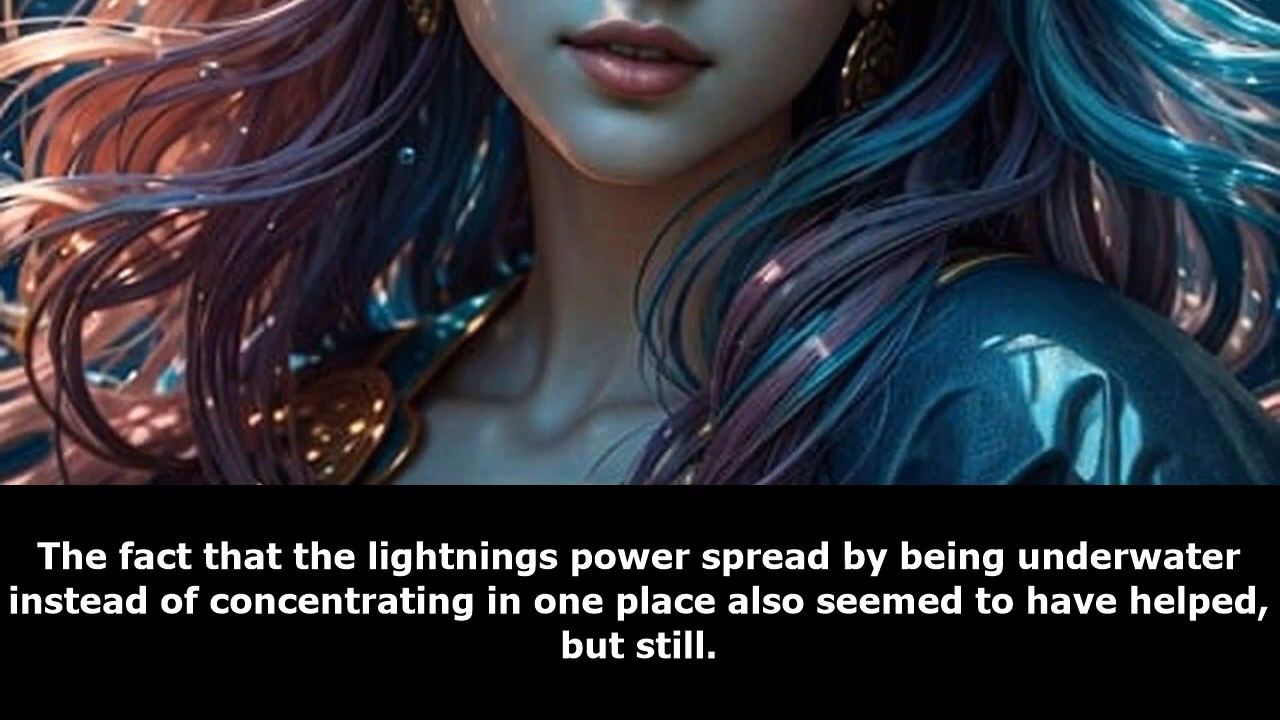 The fact that the lightnings power spread by being underwater
instead of concentrating in one place also seemed to have helped,
but still.